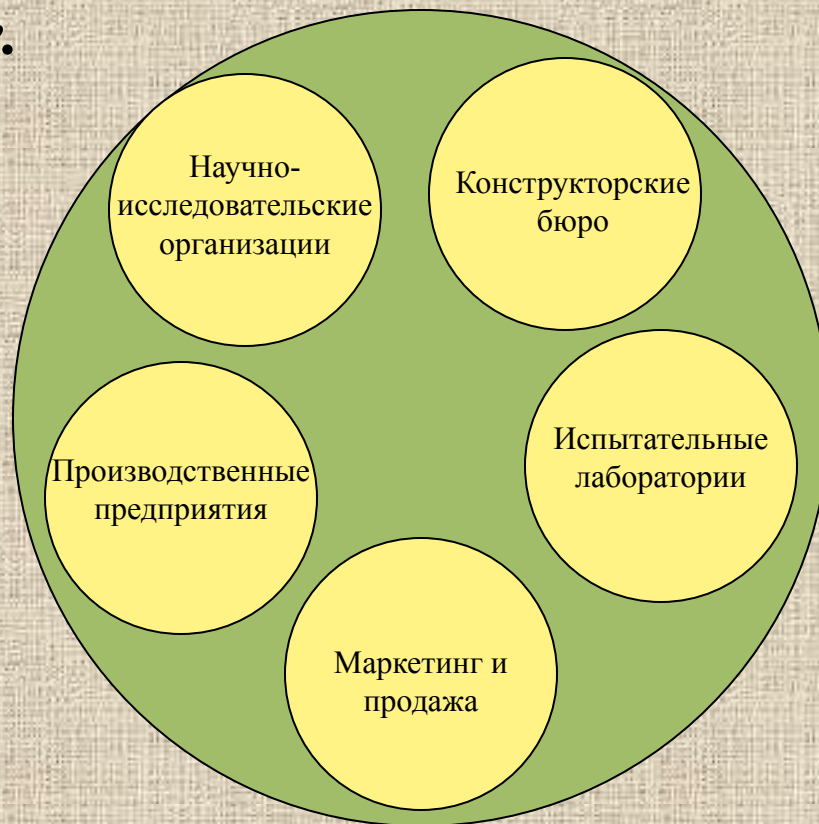 Научно-
исследовательские
организации
Конструкторские
бюро
Производственные
предприятия
Испытательные
лаборатории
Маркетинг и
продажа